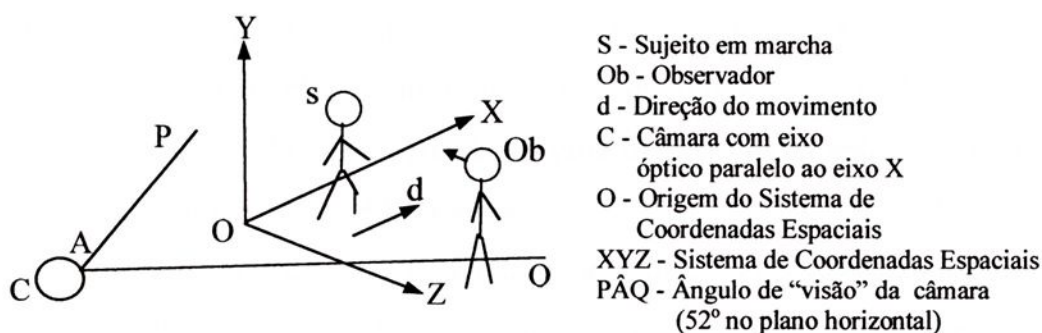 Y
s
X
P
Ob
d
O
A
C
Z
O
S - Sujeito em marcha
Ob - Observador
d - Direção do movimento
C - Câmara com eixo
óptico paralelo ao eixo X
O - Origem do Sistema de
Coordenadas Espaciais
XYZ - Sistema de Coordenadas Espaciais
PÂQ - Ângulo de “visão” da câmara
(52º no plano horizontal)